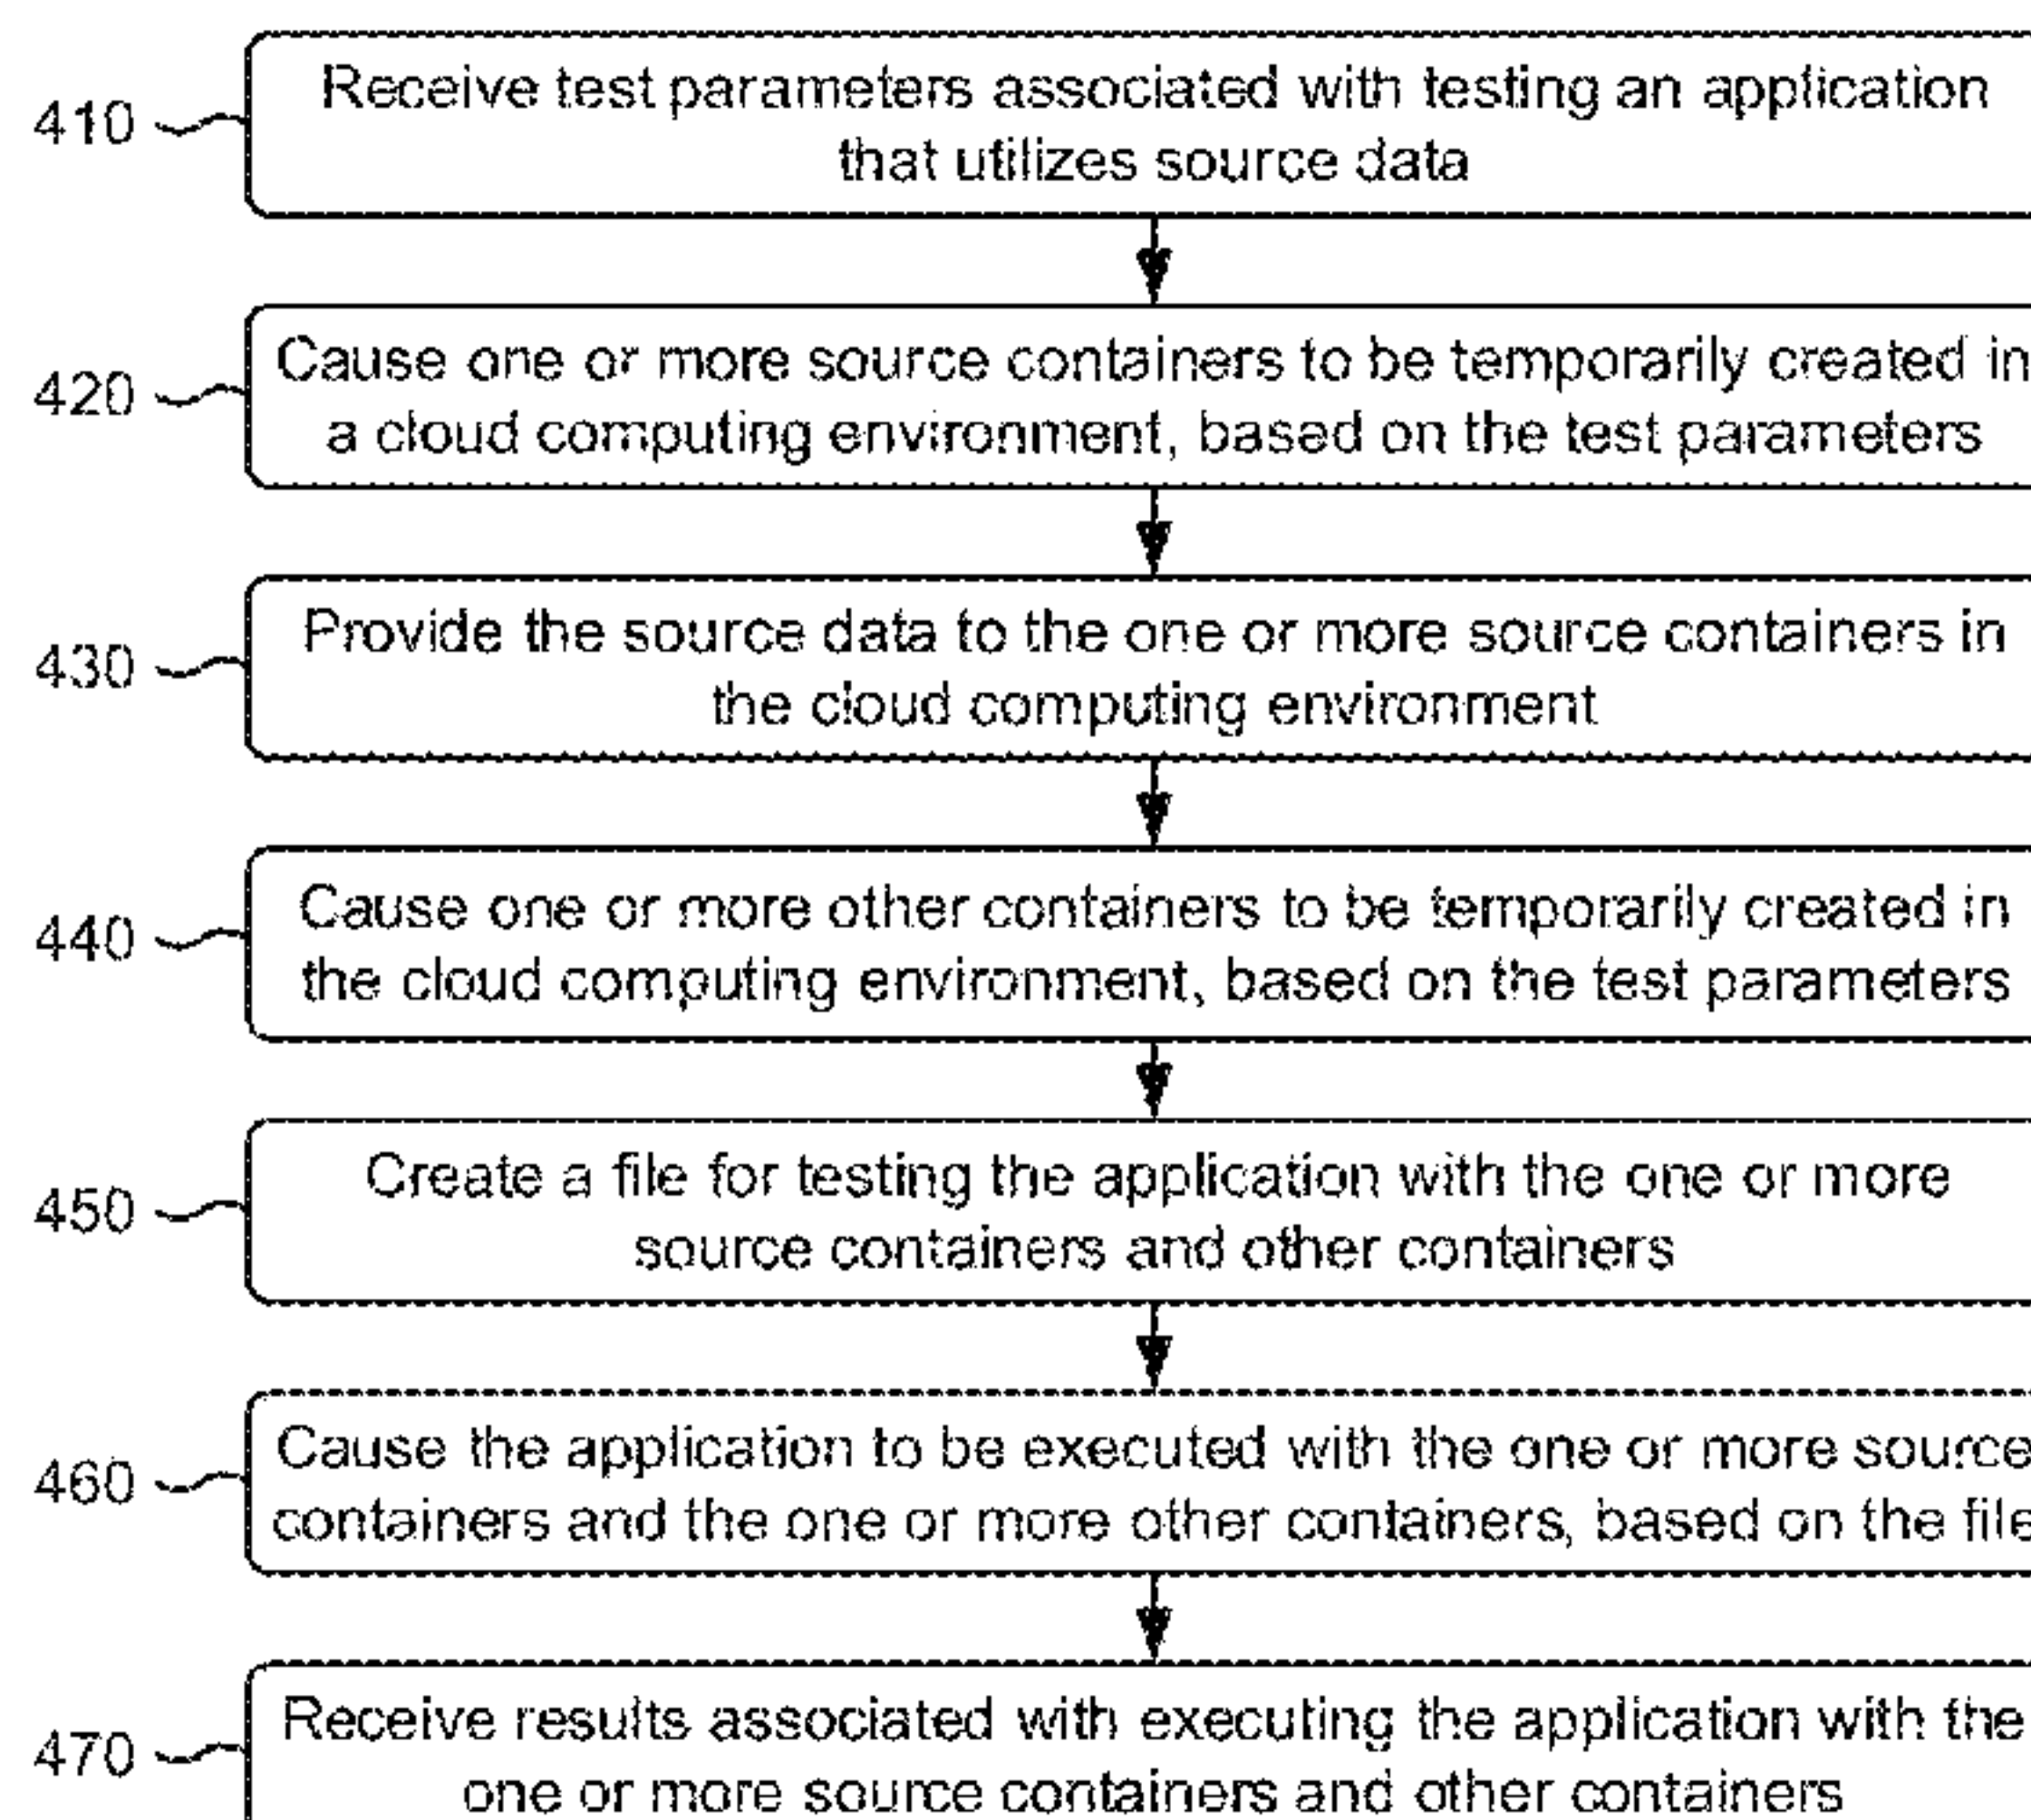 Receive test parameters associated with testing an application
410
that utilizes source data
Cause one or more source containers to be temporarily created in
420
a cloud computing environment, based on the test parameters
Provide the source data to the one or more source containers in
430
the cloud computing environment
Cause one or more other containers to be temporarily created in
440
the cloud computing environment, based on the test parameters
Create a file for testing the application with the one or more
450
source containers and other containers
Cause the application to be executed with the one or more source
460
containers and the one or more other containers, based on the file
Receive results associated with executing the application with the
470
one or more source containers and other containers